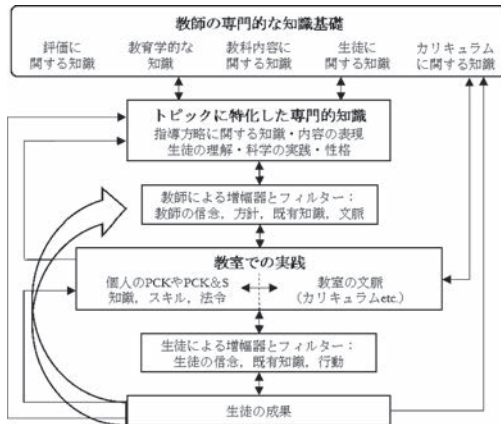 教師の専門的な知識基礎
評価に 教育学的な 教科内容に 生徒に カリキュラム
関する知識 知識 関する知識 関する知識 に関する知識
トピックに特化した専門的知識
指導方略に関する知識・内容の表現
生徒の理解・科学の実践・性格
教師による増幅器とフィルター：
教師の信念，方針，既有知識，文脈
教室での実践
個人のPCKやPCK&S 教室の文脈
知識，スキル，法令 （カリキュラムetc.）
生徒による増幅器とフィルター：
生徒の信念，既有知識，行動
生徒の成果